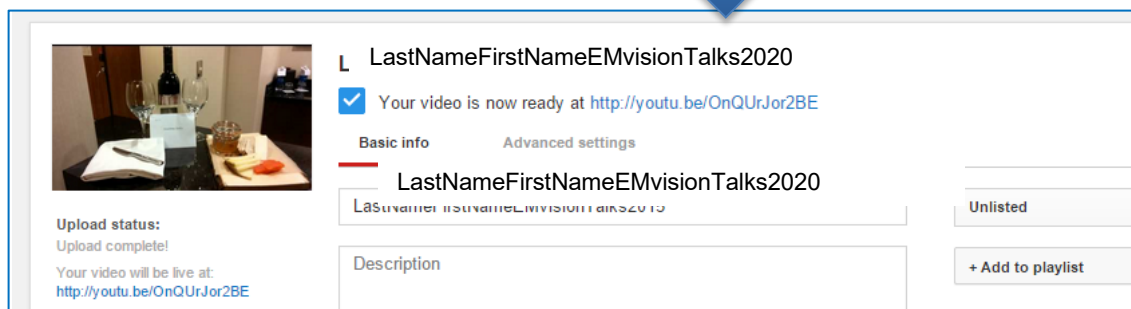 LastNameFirstNameEMvisionTalks2020
Your video is now ready at http://youtu.be/OnQUrJor2BE
Basic info
Advanced settings
LastNameFirstNameEMvisionTalks2020
LastNameFirstNameEMvisionTalks2015
Unlisted
Upload status:
Upload complete!
Description
+ Add to playlist
Your video will be live at:
http://youtu.be/OnQUrJor2BE